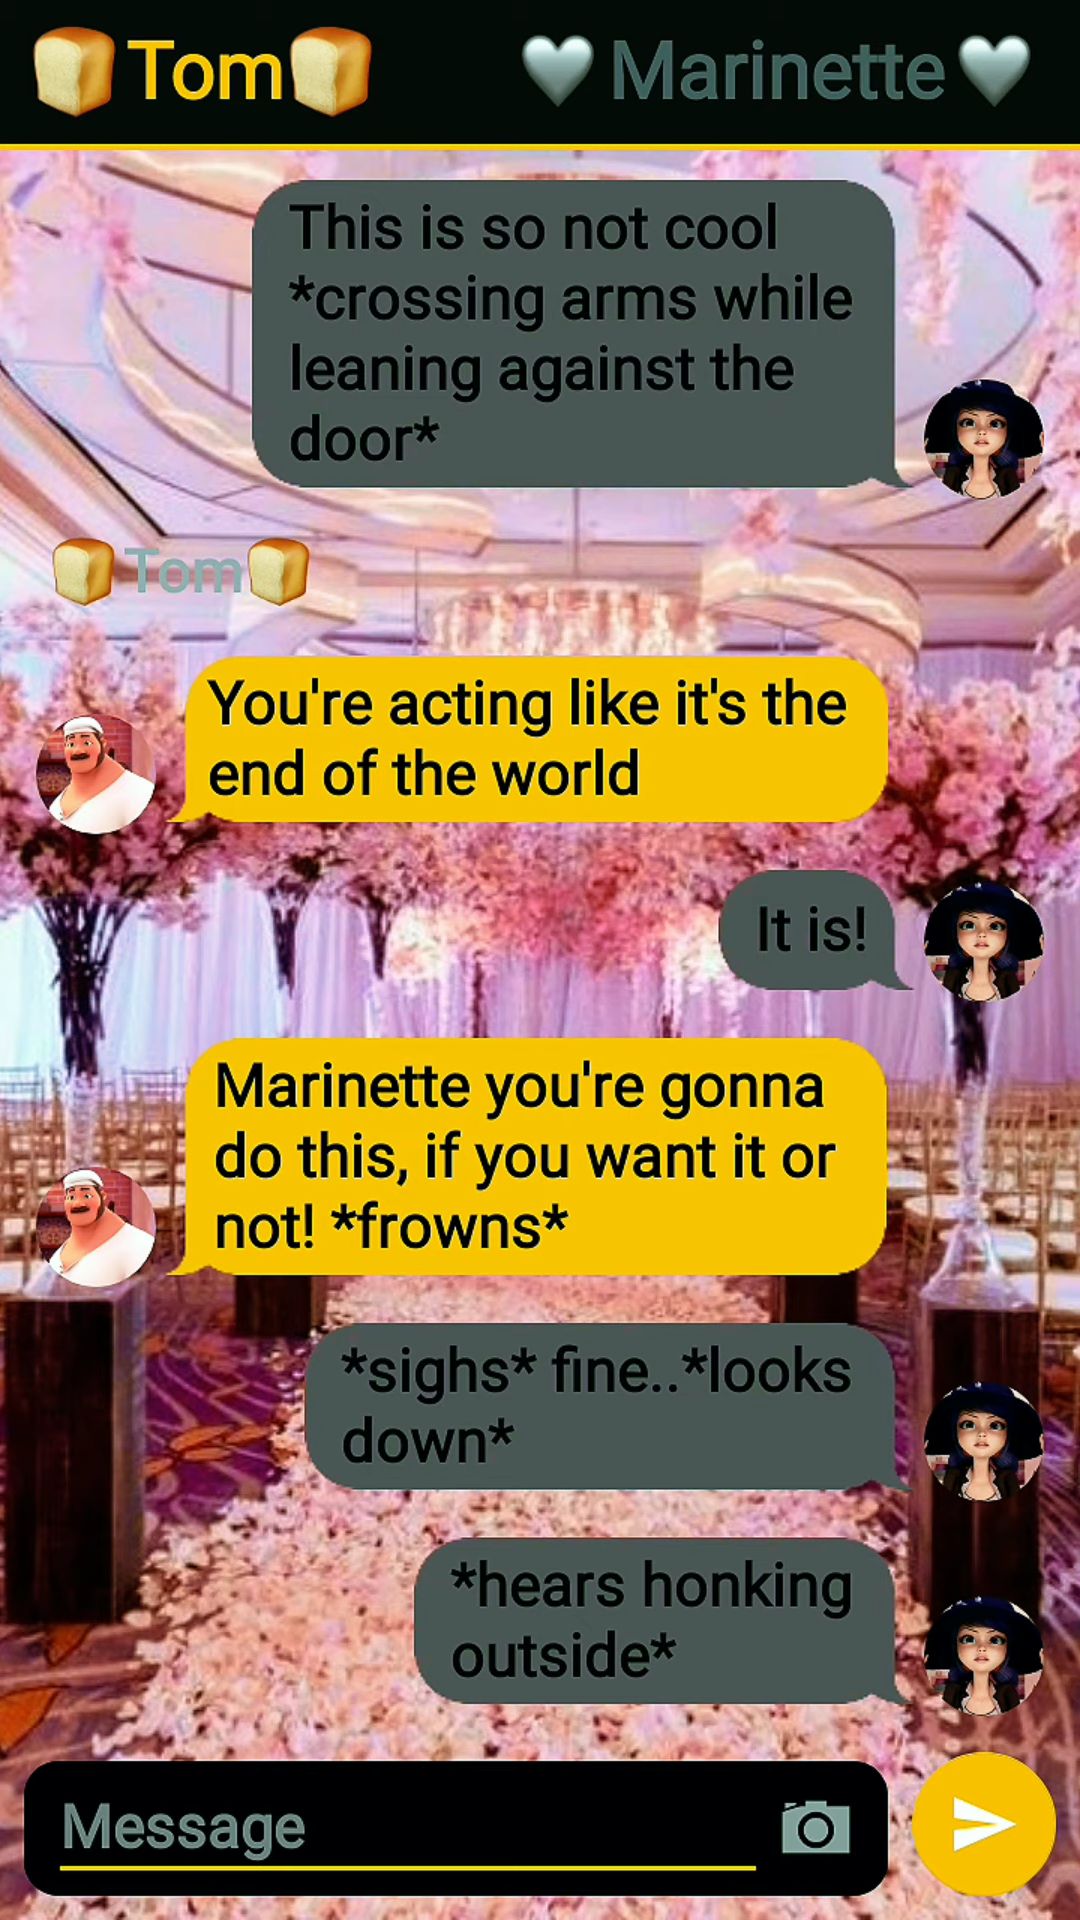 🍞Tom🍞 🤍Marinette🤍
This is so not cool
*crossing arms while
leaning against the
door*
🍞Tom🍞
You're acting like it's the
end of the world
It is!
Marinette you're gonna
do this, if you want it or
not! *frowns*
*sighs* fine..*looks
down*
*hears honking
outside*
Message